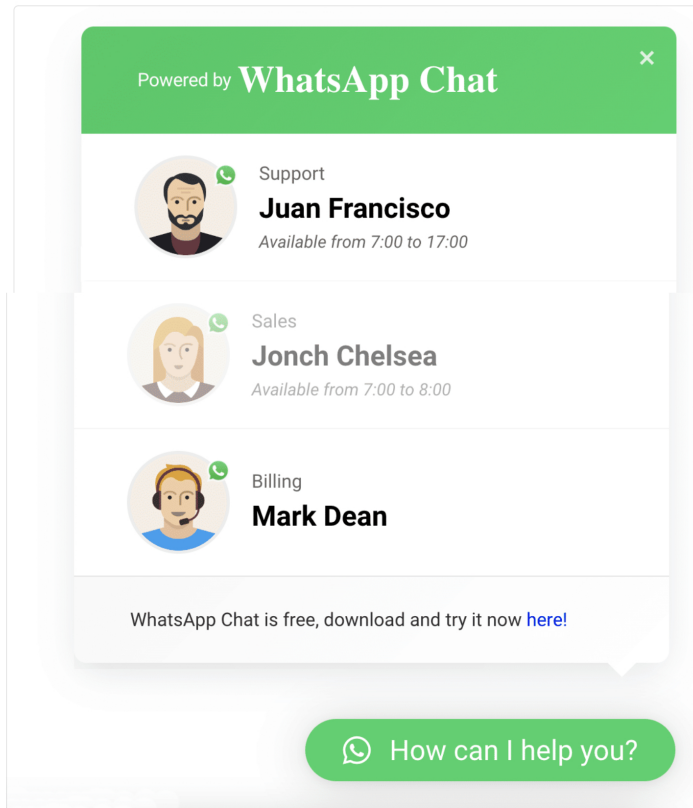 Powered by WhatsApp Chat
×
Support
Juan Francisco
Available from 7:00 to 17:00
Sales
Jonch Chelsea
Available from 7:00 to 8:00
Billing
Mark Dean
WhatsApp Chat is free, download and try it now here!
How can I help you?